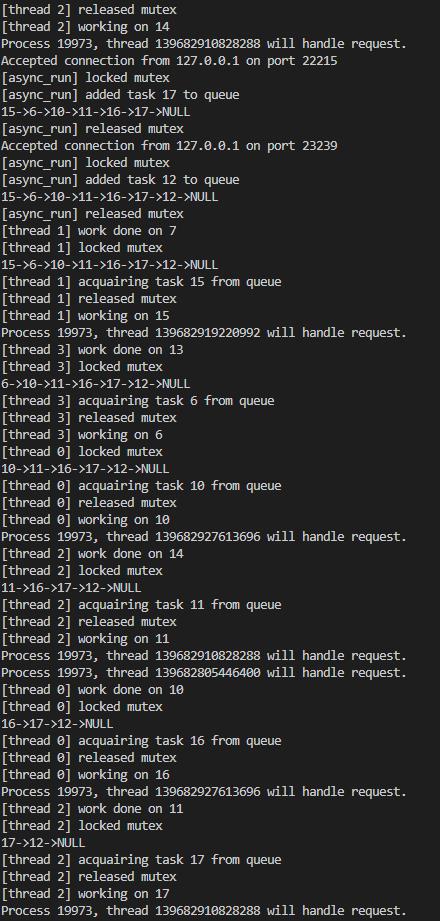 [thread 2] released mutex
[thread 2] working on 14
Process 19973, thread 139682910828288 will handle request.
Accepted connection from 127.0.0.1 on port 22215
[async_run] locked mutex
[async_run] added task 17 to queue
15->6->10->11->16->17->NULL
[async_run] released mutex
Accepted connection from 127.0.0.1 on port 23239
[async_run] locked mutex
[async_run] added task 12 to queue
15->6->10->11->16->17->12->NULL
[async_run] released mutex
[thread 1] work done on 7
[thread 1] locked mutex
15->6->10->11->16->17->12->NULL
[thread 1] acquairing task 15 from queue
[thread 1] released mutex
[thread 1] working on 15
Process 19973, thread 139682919220992 will handle request.
[thread 3] work done on 13
[thread 3] locked mutex
6->10->11->16->17->12->NULL
[thread 3] acquairing task 6 from queue
[thread 3] released mutex
[thread 3] working on 6
[thread 0] locked mutex
10->11->16->17->12->NULL
[thread 0] acquairing task 10 from queue
[thread 0] released mutex
[thread 0] working on 10
Process 19973, thread 139682927613696 will handle request.
[thread 2] work done on 14
[thread 2] locked mutex
11->16->17->12->NULL
[thread 2] acquairing task 11 from queue
[thread 2] released mutex
[thread 2] working on 11
Process 19973, thread 139682910828288 will handle request.
Process 19973, thread 139682805446400 will handle request.
[thread 0] work done on 10
[thread 0] locked mutex
16->17->12->NULL
[thread 0] acquairing task 16 from queue
[thread 0] released mutex
[thread 0] working on 16
Process 19973, thread 139682927613696 will handle request.
[thread 2] work done on 11
[thread 2] locked mutex
17->12->NULL
[thread 2] acquairing task 17 from queue
[thread 2] released mutex
[thread 2] working on 17
Process 19973, thread 139682910828288 will handle request.